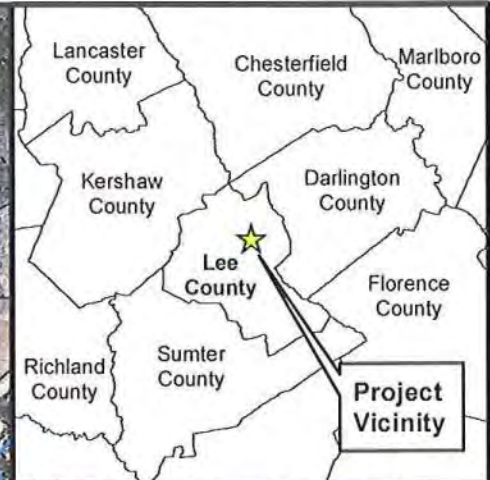 Lancaster
County
Chesterfield
County
Marlboro
County
Kershaw
County
Darlington
County
Lee
County
Florence
County
Richland
County
Sumter
County
Project
Vicinity